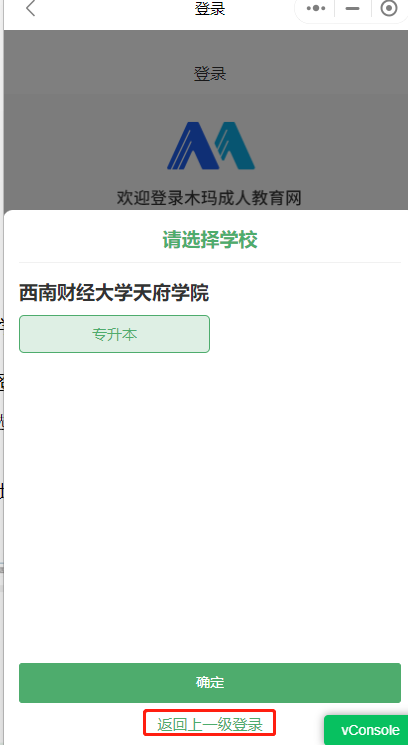 登录
登录
欢迎登录木玛成人教育网
请选择学校
西南财经大学天府学院
专升本
确定
返回上一级登录
vConsole